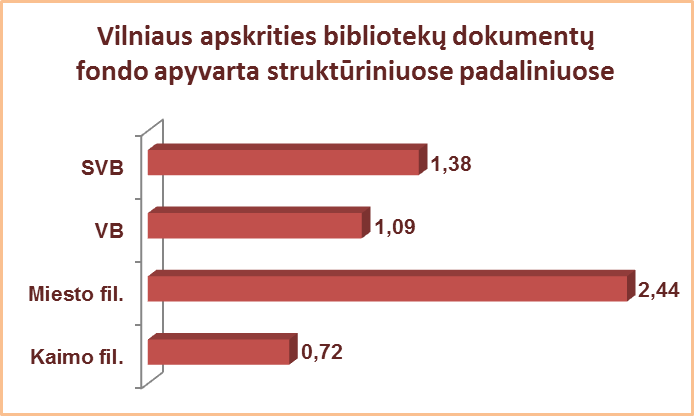 Vilniaus apskrities bibliotekų dokumentų
fondo apyvarta struktūriniuose padaliniuose
SVB 1,38
VB 1,09
Miesto fil. 2,44
Kaimo fil. 0,72